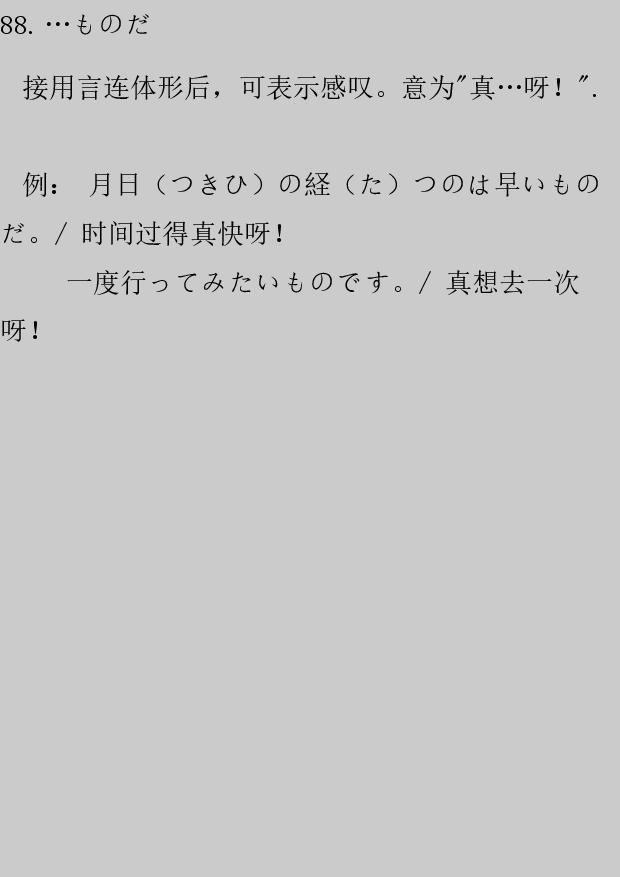 88. …ものだ
接用言连体形后，可表示感叹。意为″真…呀！″.
例： 月日（つきひ）の経（た）つのは早いもの
だ。/ 时间过得真快呀！
一度行ってみたいものです。/ 真想去一次
呀！